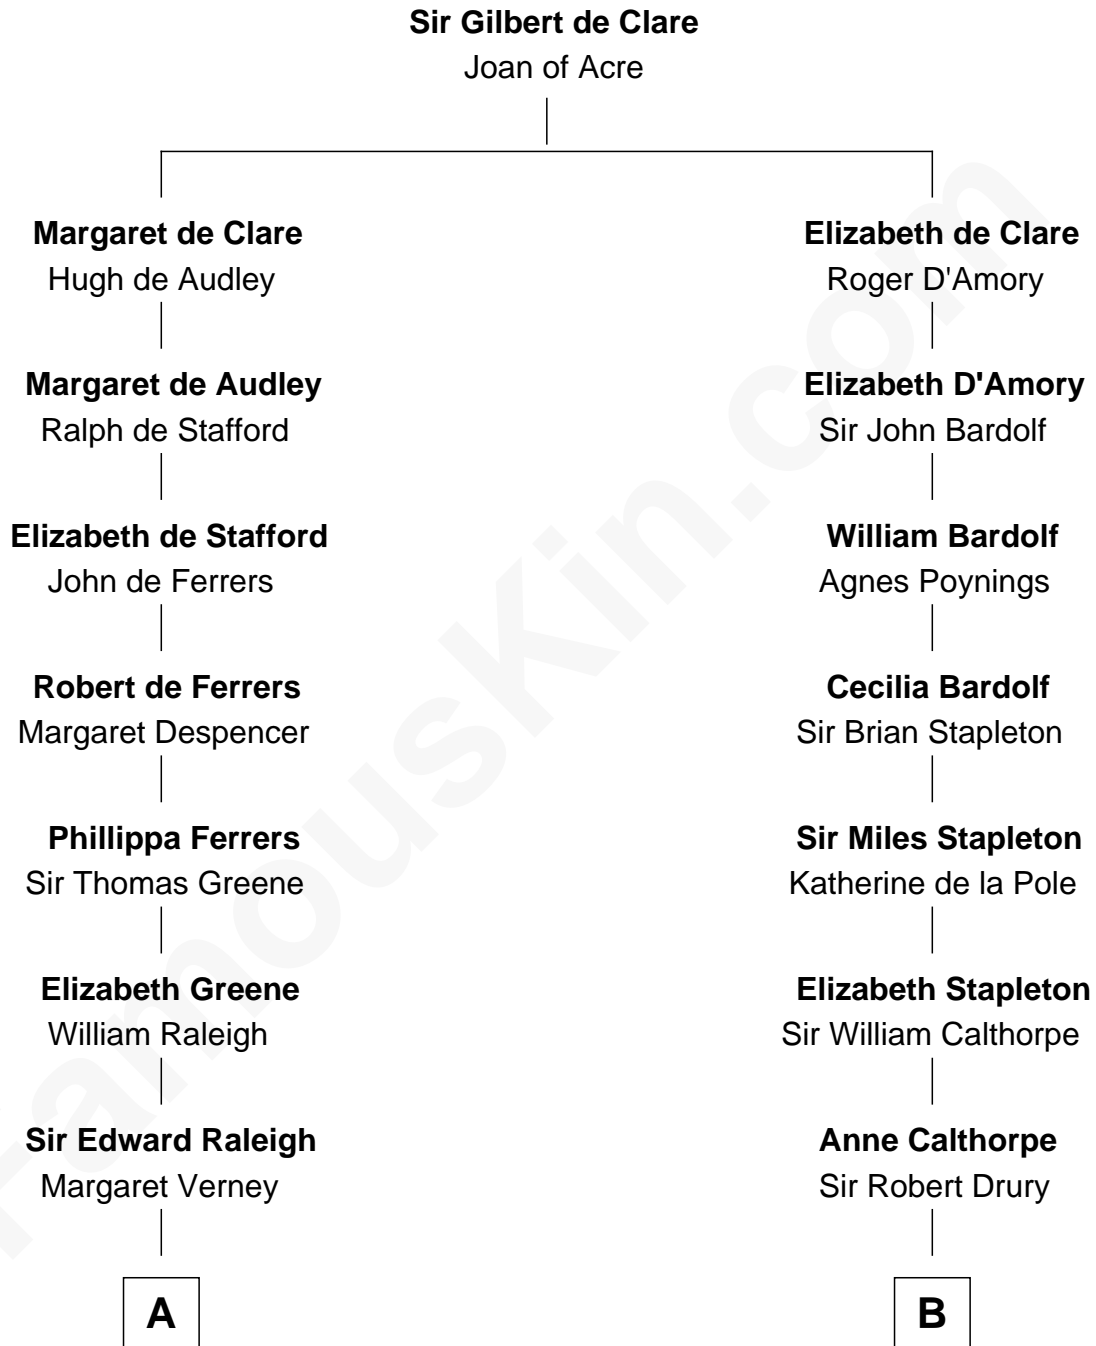 Sir Gilbert de Clare
Joan of Acre
Margaret de Clare
Hugh de Audley
Elizabeth de Clare
Roger D'Amory
Margaret de Audley
Ralph de Stafford
Elizabeth D'Amory
Sir John Bardolf
Elizabeth de Stafford
John de Ferrers
William Bardolf
Agnes Poynings
Robert de Ferrers
Margaret Despencer
Cecilia Bardolf
Sir Brian Stapleton
Phillippa Ferrers
Sir Thomas Greene
Sir Miles Stapleton
Katherine de la Pole
Elizabeth Greene
William Raleigh
Elizabeth Stapleton
Sir William Calthorpe
Sir Edward Raleigh
Margaret Verney
Anne Calthorpe
Sir Robert Drury
A
B
FamousKin.com